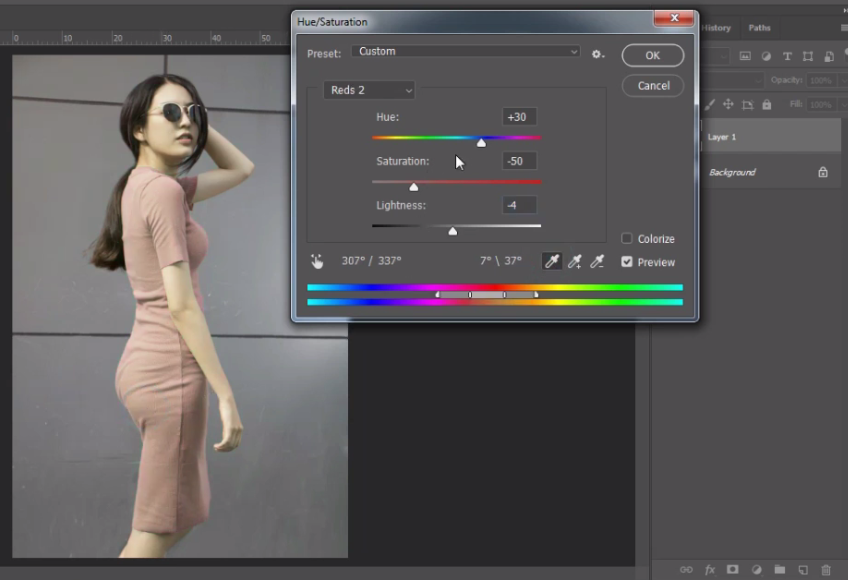 Hue/Saturation
History Paths
0 10 20 30 40 50
Preset: Custom
OK
Cancel
Reds 2
Opacity: 100%
Fill: 100%
Hue: +30
Layer 1
Saturation: -50
Background
Lightness: -4
Colorize
307° / 337° 7° \ 37°
Preview
fx